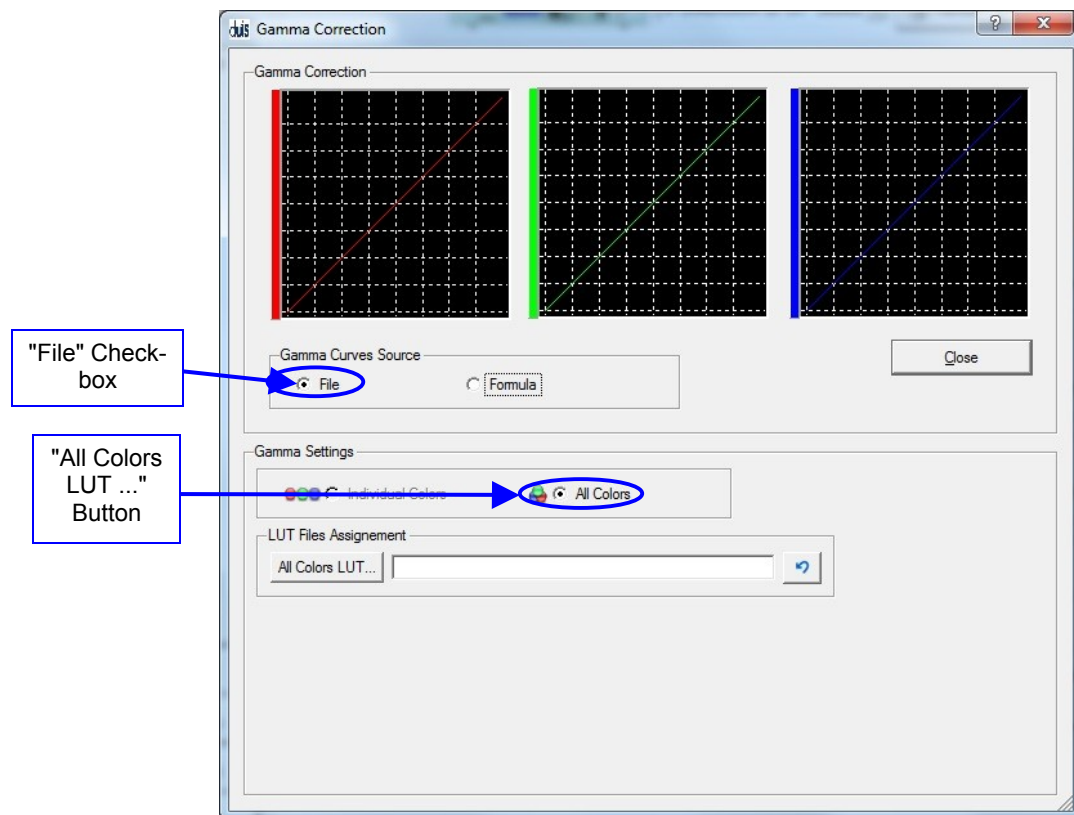 duis Gamma Correction
?
X
Gamma Correction
Gamma Curves Source
File
Formula
Close
"File" Check-
box
Gamma Settings
Individual Colors
All Colors
"All Colors
LUT ..."
Button
LUT Files Assignement
All Colors LUT...